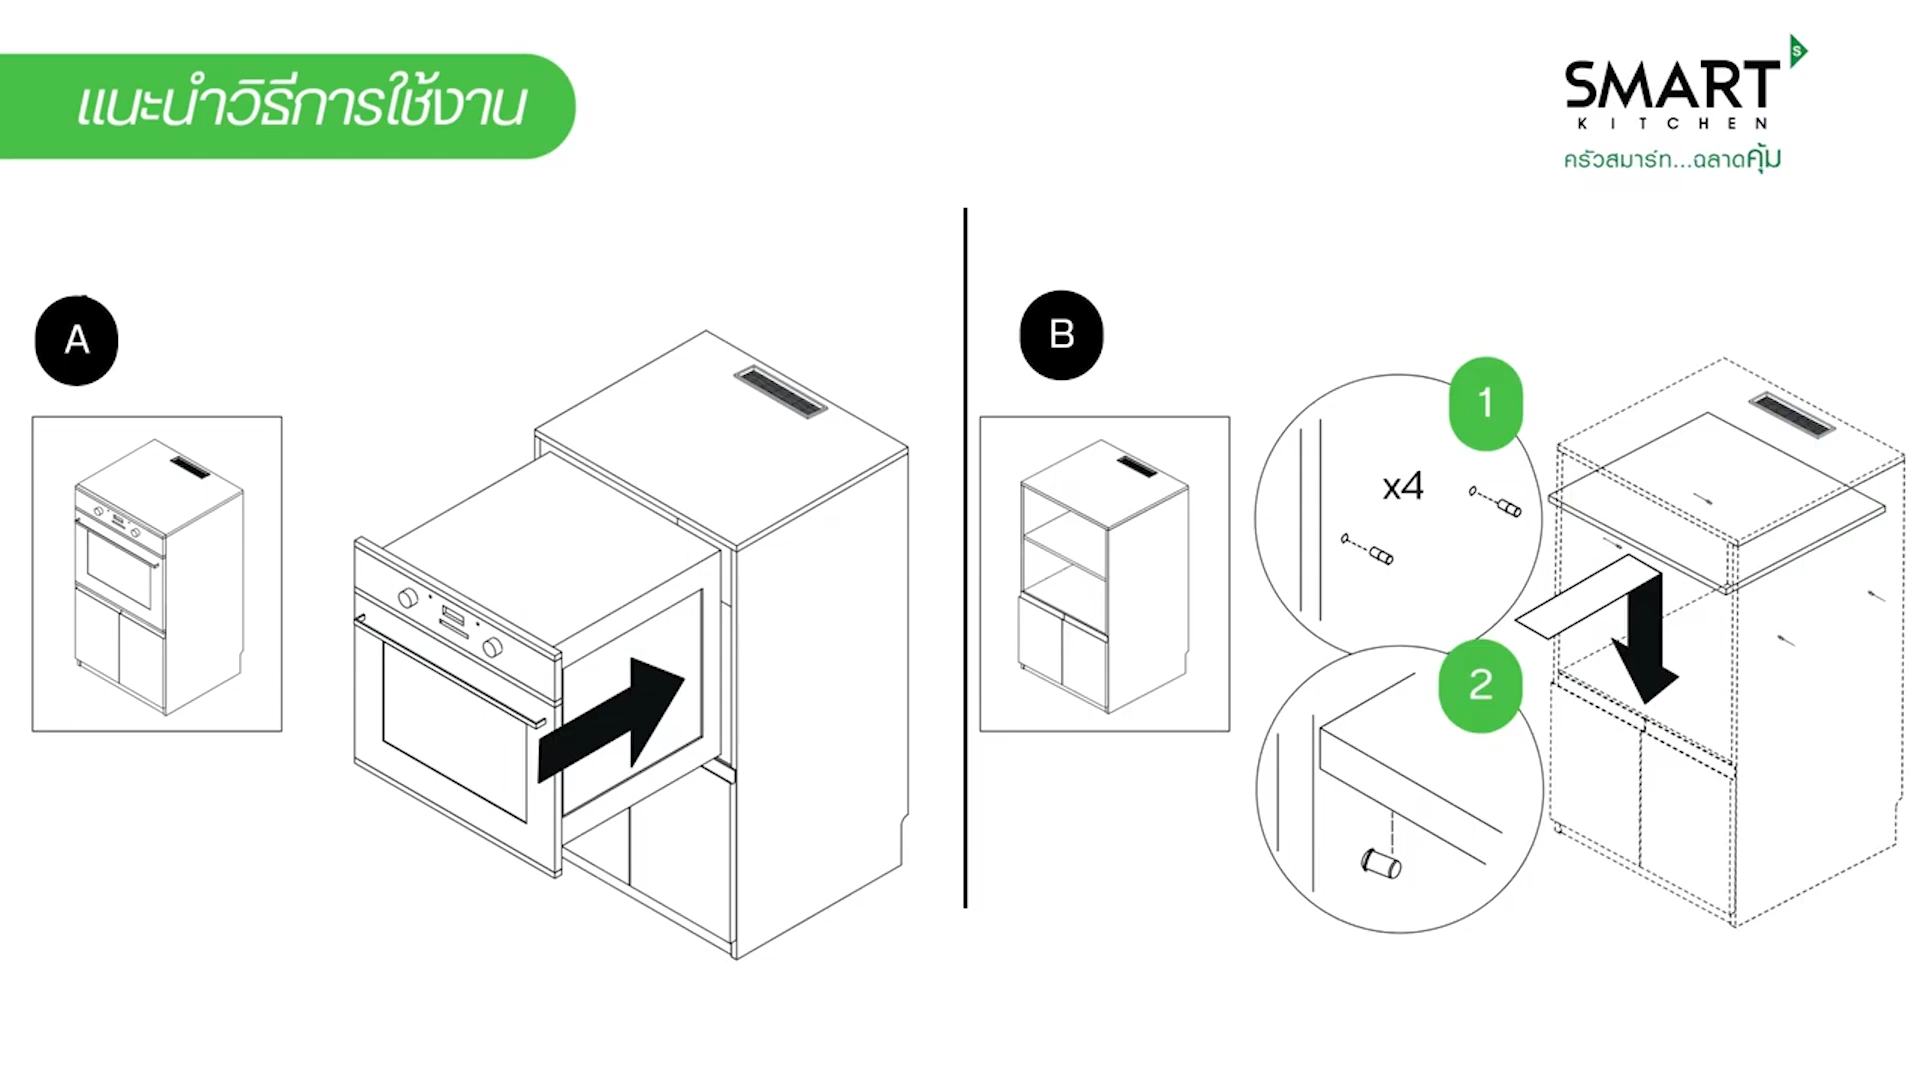 แนะนำวิธีการใช้งาน
SMART
S
KITCHEN
ครัวสมาร์ท...ฉลาดคุ้ม
A
B
1
x4
2